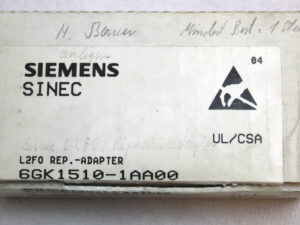 H. Bauer
04
SIEMENS
SINEC
UL/CSA
L2FO REP.-ADAPTER
6GK1510-1AA00